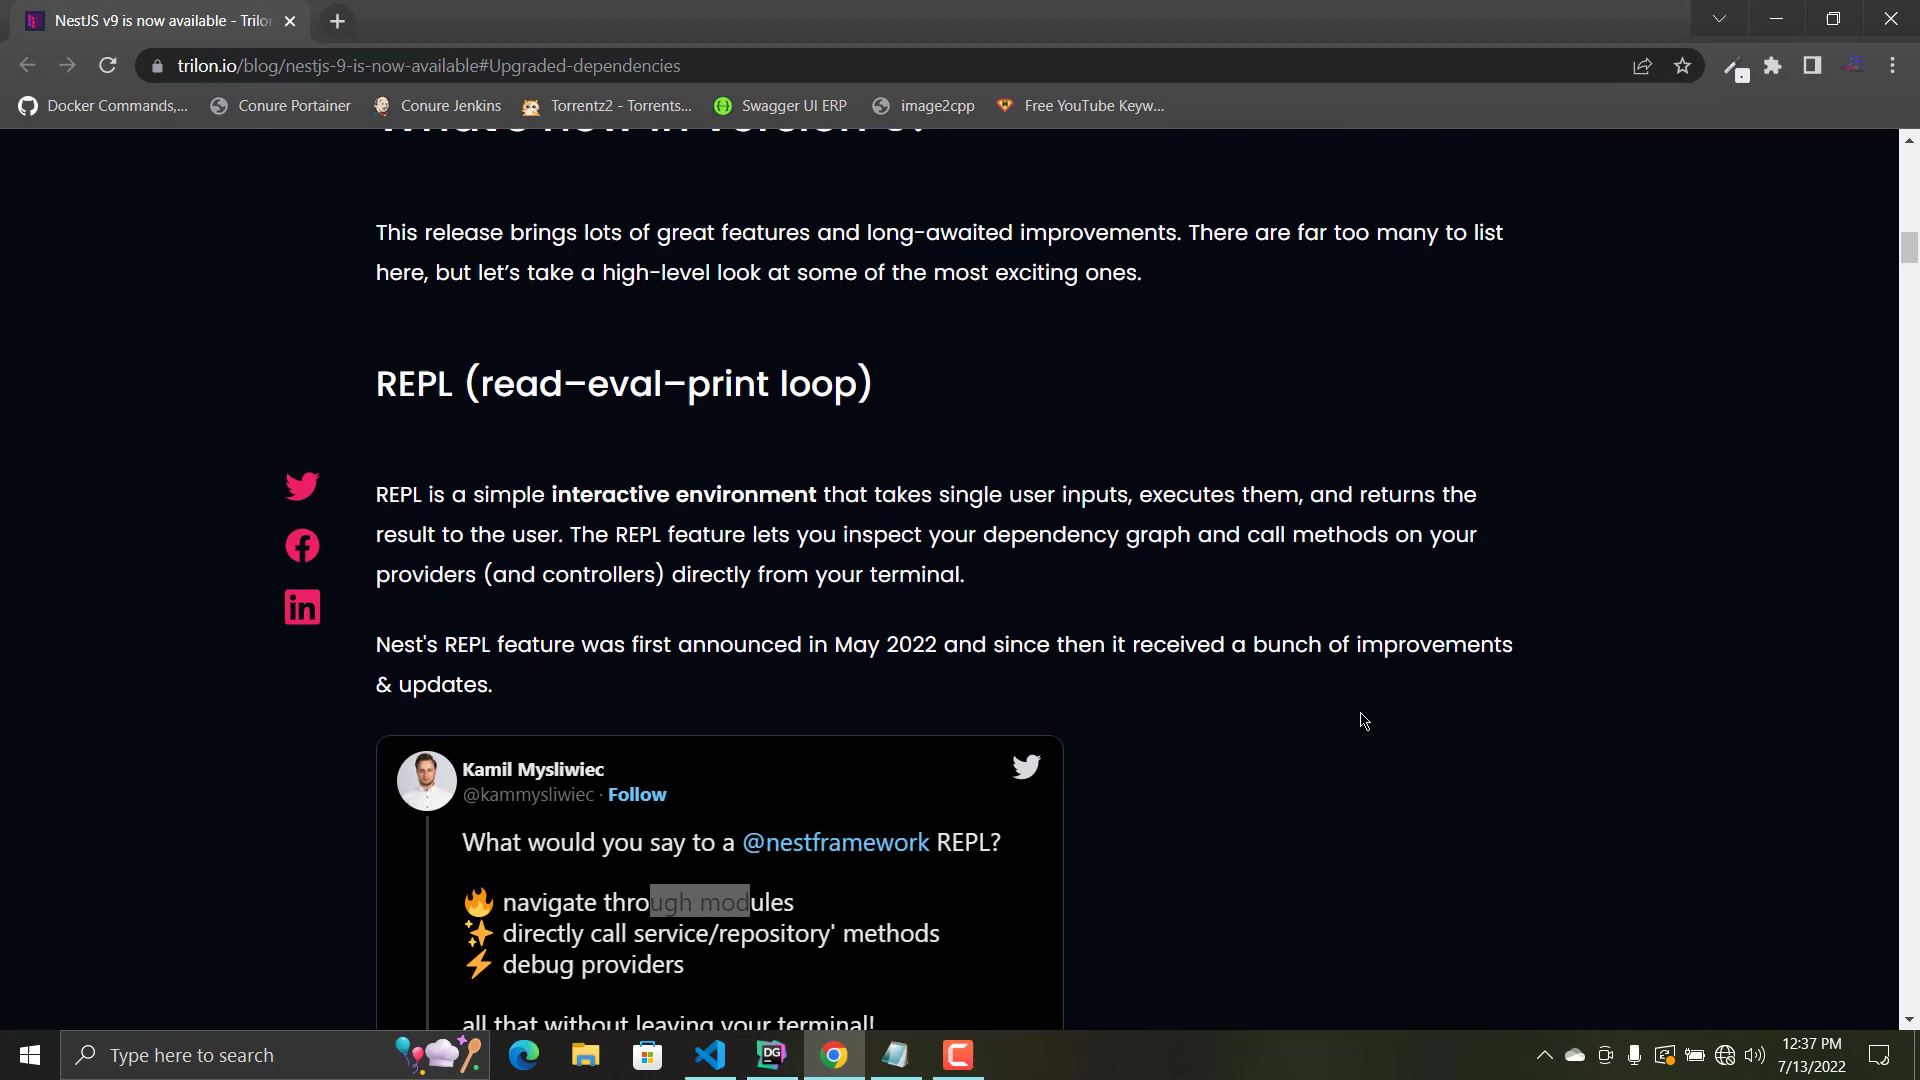 NestJS v9 is now available - Trilo
trilon.io/blog/nestjs-9-is-now-available#Upgraded-dependencies
Docker Commands,...
Conure Portainer
Conure Jenkins
Torrentz2 - Torrents...
Swagger UI ERP
image2cpp
Free YouTube Keyw...
What's new in version 9?
This release brings lots of great features and long-awaited improvements. There are far too many to list
here, but let’s take a high-level look at some of the most exciting ones.
REPL (read–eval–print loop)
REPL is a simple interactive environment that takes single user inputs, executes them, and returns the
result to the user. The REPL feature lets you inspect your dependency graph and call methods on your
providers (and controllers) directly from your terminal.
Nest's REPL feature was first announced in May 2022 and since then it received a bunch of improvements
& updates.
in
Kamil Mysliwiec
@kammysliwiec · Follow
What would you say to a @nestframework REPL?
🔥 navigate through modules
✨ directly call service/repository' methods
⚡ debug providers
all that without leaving your terminal!
Type here to search
DG
12:37 PM
7/13/2022